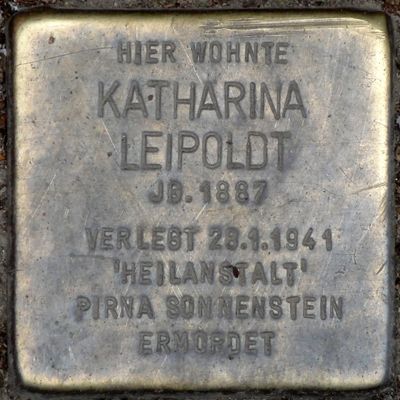 HIER WOHNTE
KATHARINA
LEIPOLDT
JG. 1887
VERLEGT 28.1.1941
'HEILANSTALT'
PIRNA SONNENSTEIN
ERMORDET